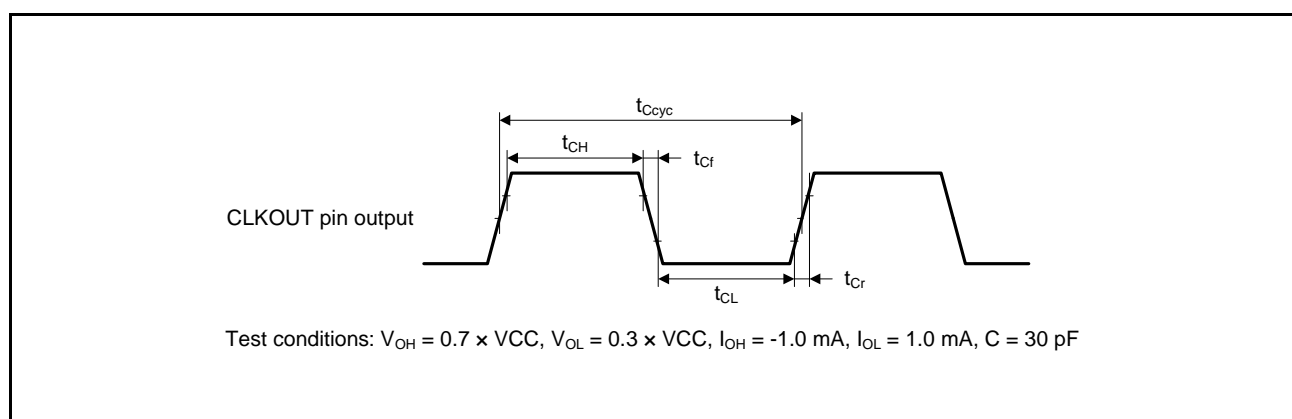 tCcyc
tCH
tCf
CLKOUT pin output
tCL
tCr
Test conditions: VOH = 0.7 × VCC, VOL = 0.3 × VCC, IOH = -1.0 mA, IOL = 1.0 mA, C = 30 pF